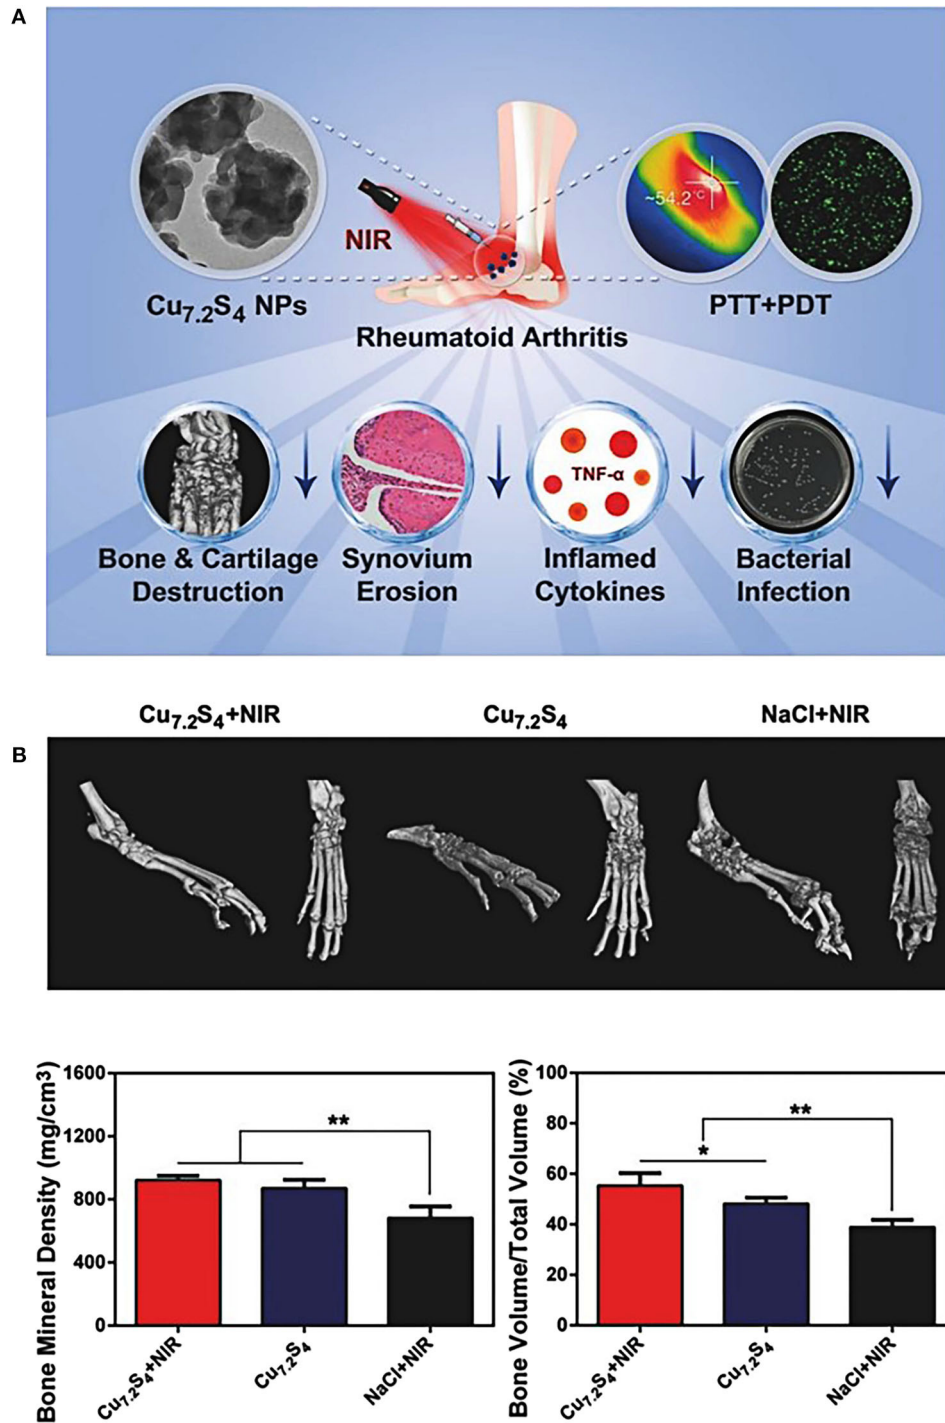 A
~54.2°C
NIR
Cu7.2S4 NPs
PTT+PDT
Rheumatoid Arthritis
TNF-α
Bone & Cartilage
Destruction
Synovium
Erosion
Inflamed
Cytokines
Bacterial
Infection
Cu7.2S4+NIR
Cu7.2S4
NaCl+NIR
B
Bone Mineral Density (mg/cm³)
1600
1200
800
400
0
**
Cu7.2S4+NIR
Cu7.2S4
NaCl+NIR
Bone Volume/Total Volume (%)
100
80
60
40
20
0
*
**
Cu7.2S4+NIR
Cu7.2S4
NaCl+NIR